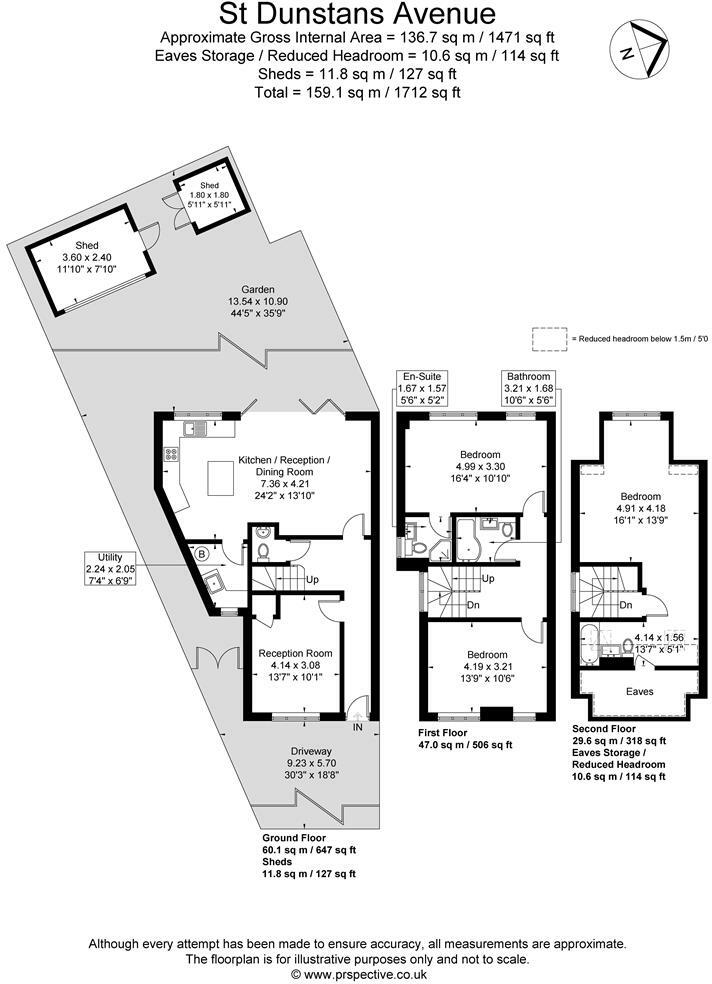 St Dunstans Avenue
Approximate Gross Internal Area = 136.7 sq m / 1471 sq ft
Eaves Storage / Reduced Headroom = 10.6 sq m / 114 sq ft
Sheds = 11.8 sq m / 127 sq ft
Total = 159.1 sq m / 1712 sq ft
N
Shed
1.80 x 1.80
5'11" x 5'11"
Shed
3.60 x 2.40
11'10" x 7'10"
Garden
13.54 x 10.90
44'5" x 35'9"
= Reduced headroom below 1.5m / 5'0
En-Suite
1.67 x 1.57
5'6" x 5'2"
Bathroom
3.21 x 1.68
10'6" x 5'6"
Kitchen / Reception /
Dining Room
7.36 x 4.21
24'2" x 13'10"
Bedroom
4.99 x 3.30
16'4" x 10'10"
Bedroom
4.91 x 4.18
16'1" x 13'9"
Utility
2.24 x 2.05
7'4" x 6'9"
B
Up
Up
Dn
Dn
Reception Room
4.14 x 3.08
13'7" x 10'1"
Bedroom
4.19 x 3.21
13'9" x 10'6"
4.14 x 1.56
13'7" x 5'1"
Eaves
IN
Driveway
9.23 x 5.70
30'3" x 18'8"
First Floor
47.0 sq m / 506 sq ft
Second Floor
29.6 sq m / 318 sq ft
Eaves Storage /
Reduced Headroom
10.6 sq m / 114 sq ft
Ground Floor
60.1 sq m / 647 sq ft
Sheds
11.8 sq m / 127 sq ft
Although every attempt has been made to ensure accuracy, all measurements are approximate.
The floorplan is for illustrative purposes only and not to scale.
© www.prspective.co.uk